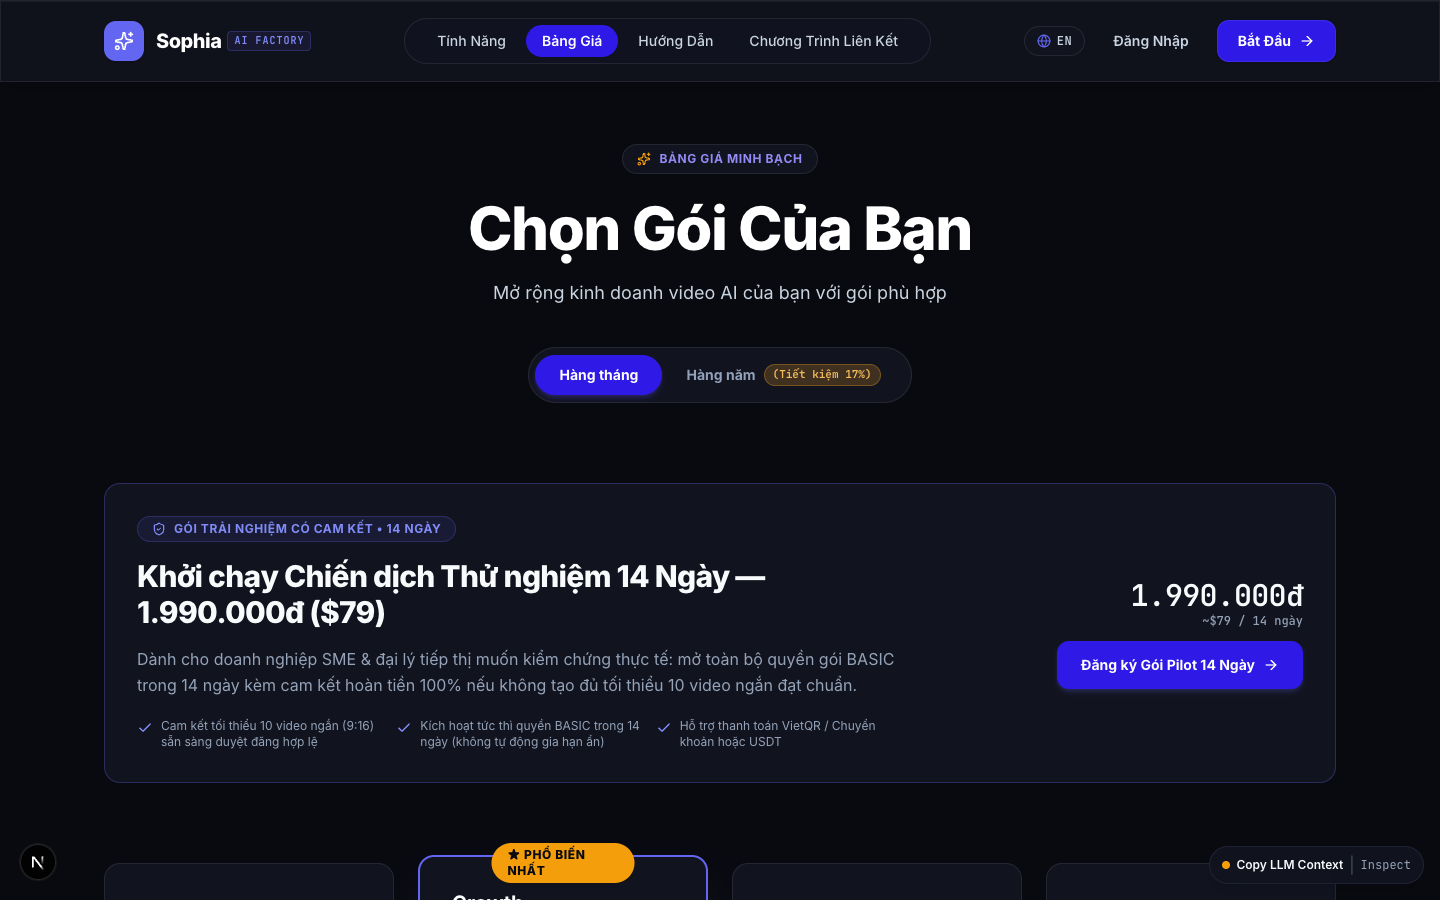 Sophia AI FACTORY
Tính Năng
Bảng Giá
Hướng Dẫn
Chương Trình Liên Kết
EN
Đăng Nhập
Bắt Đầu
BẢNG GIÁ MINH BẠCH
Chọn Gói Của Bạn
Mở rộng kinh doanh video AI của bạn với gói phù hợp
Hàng tháng
Hàng năm (Tiết kiệm 17%)
GÓI TRẢI NGHIỆM CÓ CAM KẾT • 14 NGÀY
Khởi chạy Chiến dịch Thử nghiệm 14 Ngày —
1.990.000đ ($79)
Dành cho doanh nghiệp SME & đại lý tiếp thị muốn kiểm chứng thực tế: mở toàn bộ quyền gói BASIC
trong 14 ngày kèm cam kết hoàn tiền 100% nếu không tạo đủ tối thiểu 10 video ngắn đạt chuẩn.
Cam kết tối thiểu 10 video ngắn (9:16)
sẵn sàng duyệt đăng hợp lệ
Kích hoạt tức thì quyền BASIC trong 14
ngày (không tự động gia hạn ẩn)
Hỗ trợ thanh toán VietQR / Chuyển
khoản hoặc USDT
1.990.000đ
~$79 / 14 ngày
Đăng ký Gói Pilot 14 Ngày
★ PHỔ BIẾN
NHẤT
Growth
N
Copy LLM Context | Inspect